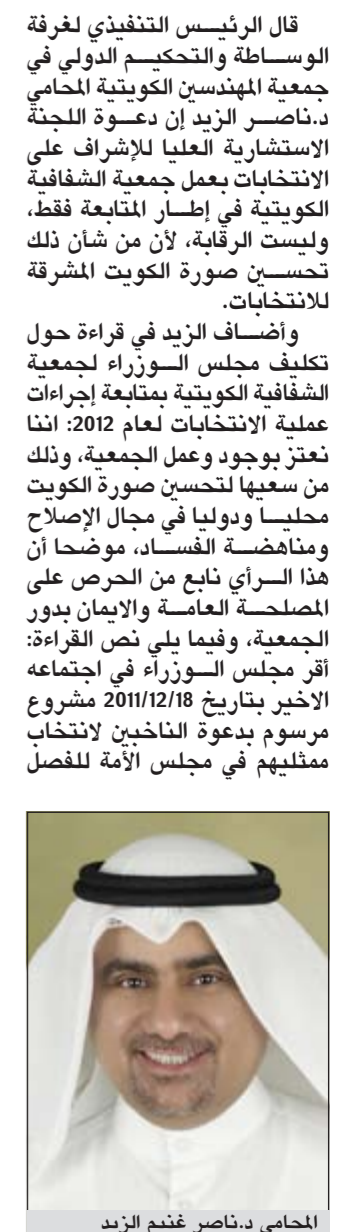 قال الرئيس التنفيذي لغرفة
الوساطة والتحكيم الدولي في
جمعية المهندسين الكويتية المحامي
د.ناصر الزيد إن دعوة اللجنة
الاستشارية العليا للإشراف على
الانتخابات بعمل جمعية الشفافية
الكويتية في إطار المتابعة فقط،
وليست الرقابة، لأن من شأن ذلك
تحسين صورة الكويت المشرقة
للانتخابات.
وأضاف الزيد في قراءة حول
تكليف مجلس الوزراء لجمعية
الشفافية الكويتية بمتابعة إجراءات
عملية الانتخابات لعام 2012: اننا
نعتز بوجود وعمل الجمعية، وذلك
من سعيها لتحسين صورة الكويت
محليا ودوليا في مجال الإصلاح
ومناهضة الفساد، موضحا أن
هذا الرأي نابع من الحرص على
المصلحة العامة والايمان بدور
الجمعية، وفيما يلي نص القراءة:
أقر مجلس الوزراء في اجتماعه
الاخير بتاريخ 2011/12/18 مشروع
مرسوم بدعوة الناخبين لانتخاب
ممثليهم في مجلس الأمة للفصل
المحامي د.ناصر غنيم الزيد